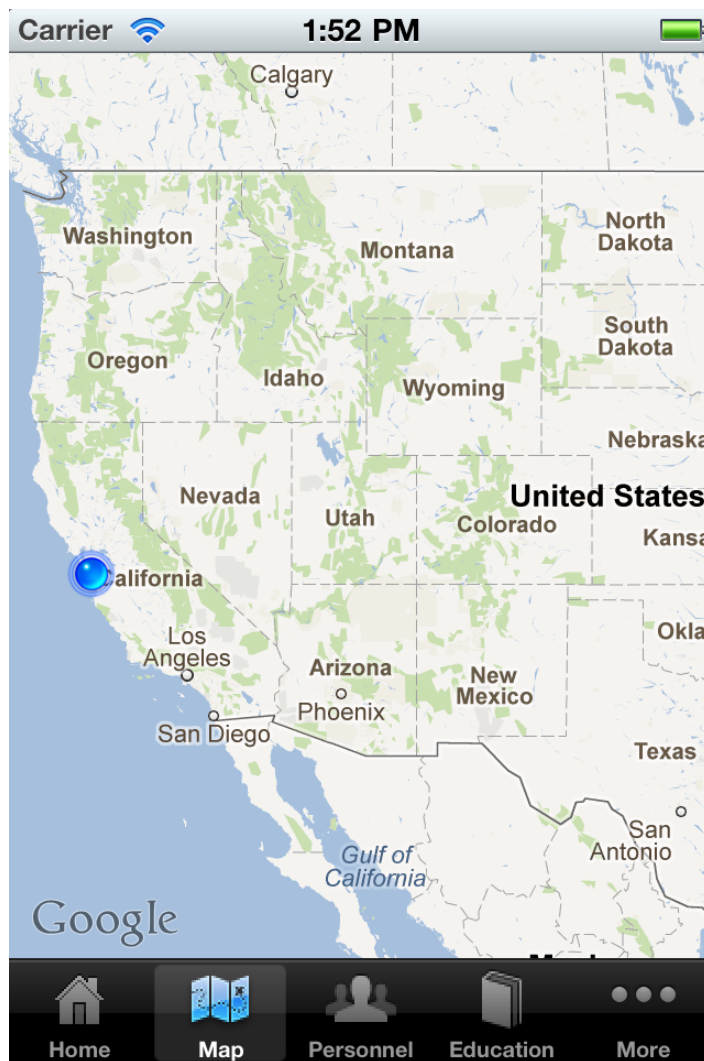 Carrier 1:52 PM
Calgary
Washington
Montana
North
Dakota
South
Dakota
Oregon
Idaho
Wyoming
Nebraska
Nevada
Utah
United States
Colorado
Kansa
California
Los
Angeles
Okla
Arizona
New
Mexico
Phoenix
San Diego
Texas
San
Antonio
Gulf of
California
Google
Home Map Personnel Education More